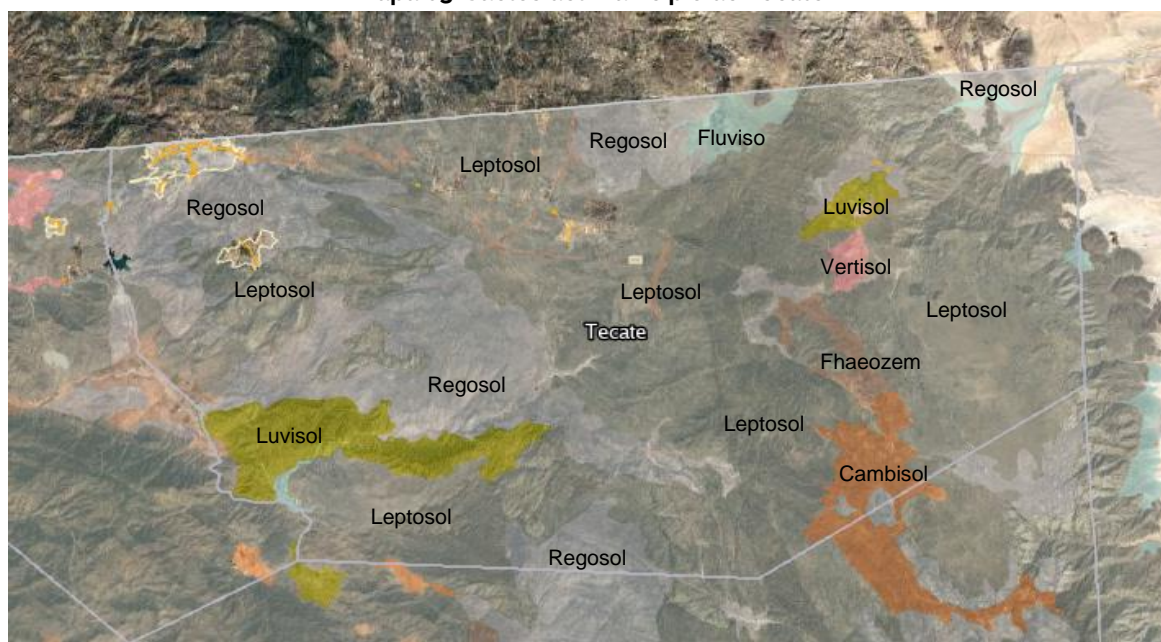 Regosol
Regosol
Fluviso
Leptosol
Luvisol
Regosol
Vertisol
Leptosol
Leptosol
Leptosol
Tecate
Fhaeozem
Regosol
Leptosol
Luvisol
Cambisol
Leptosol
Regosol